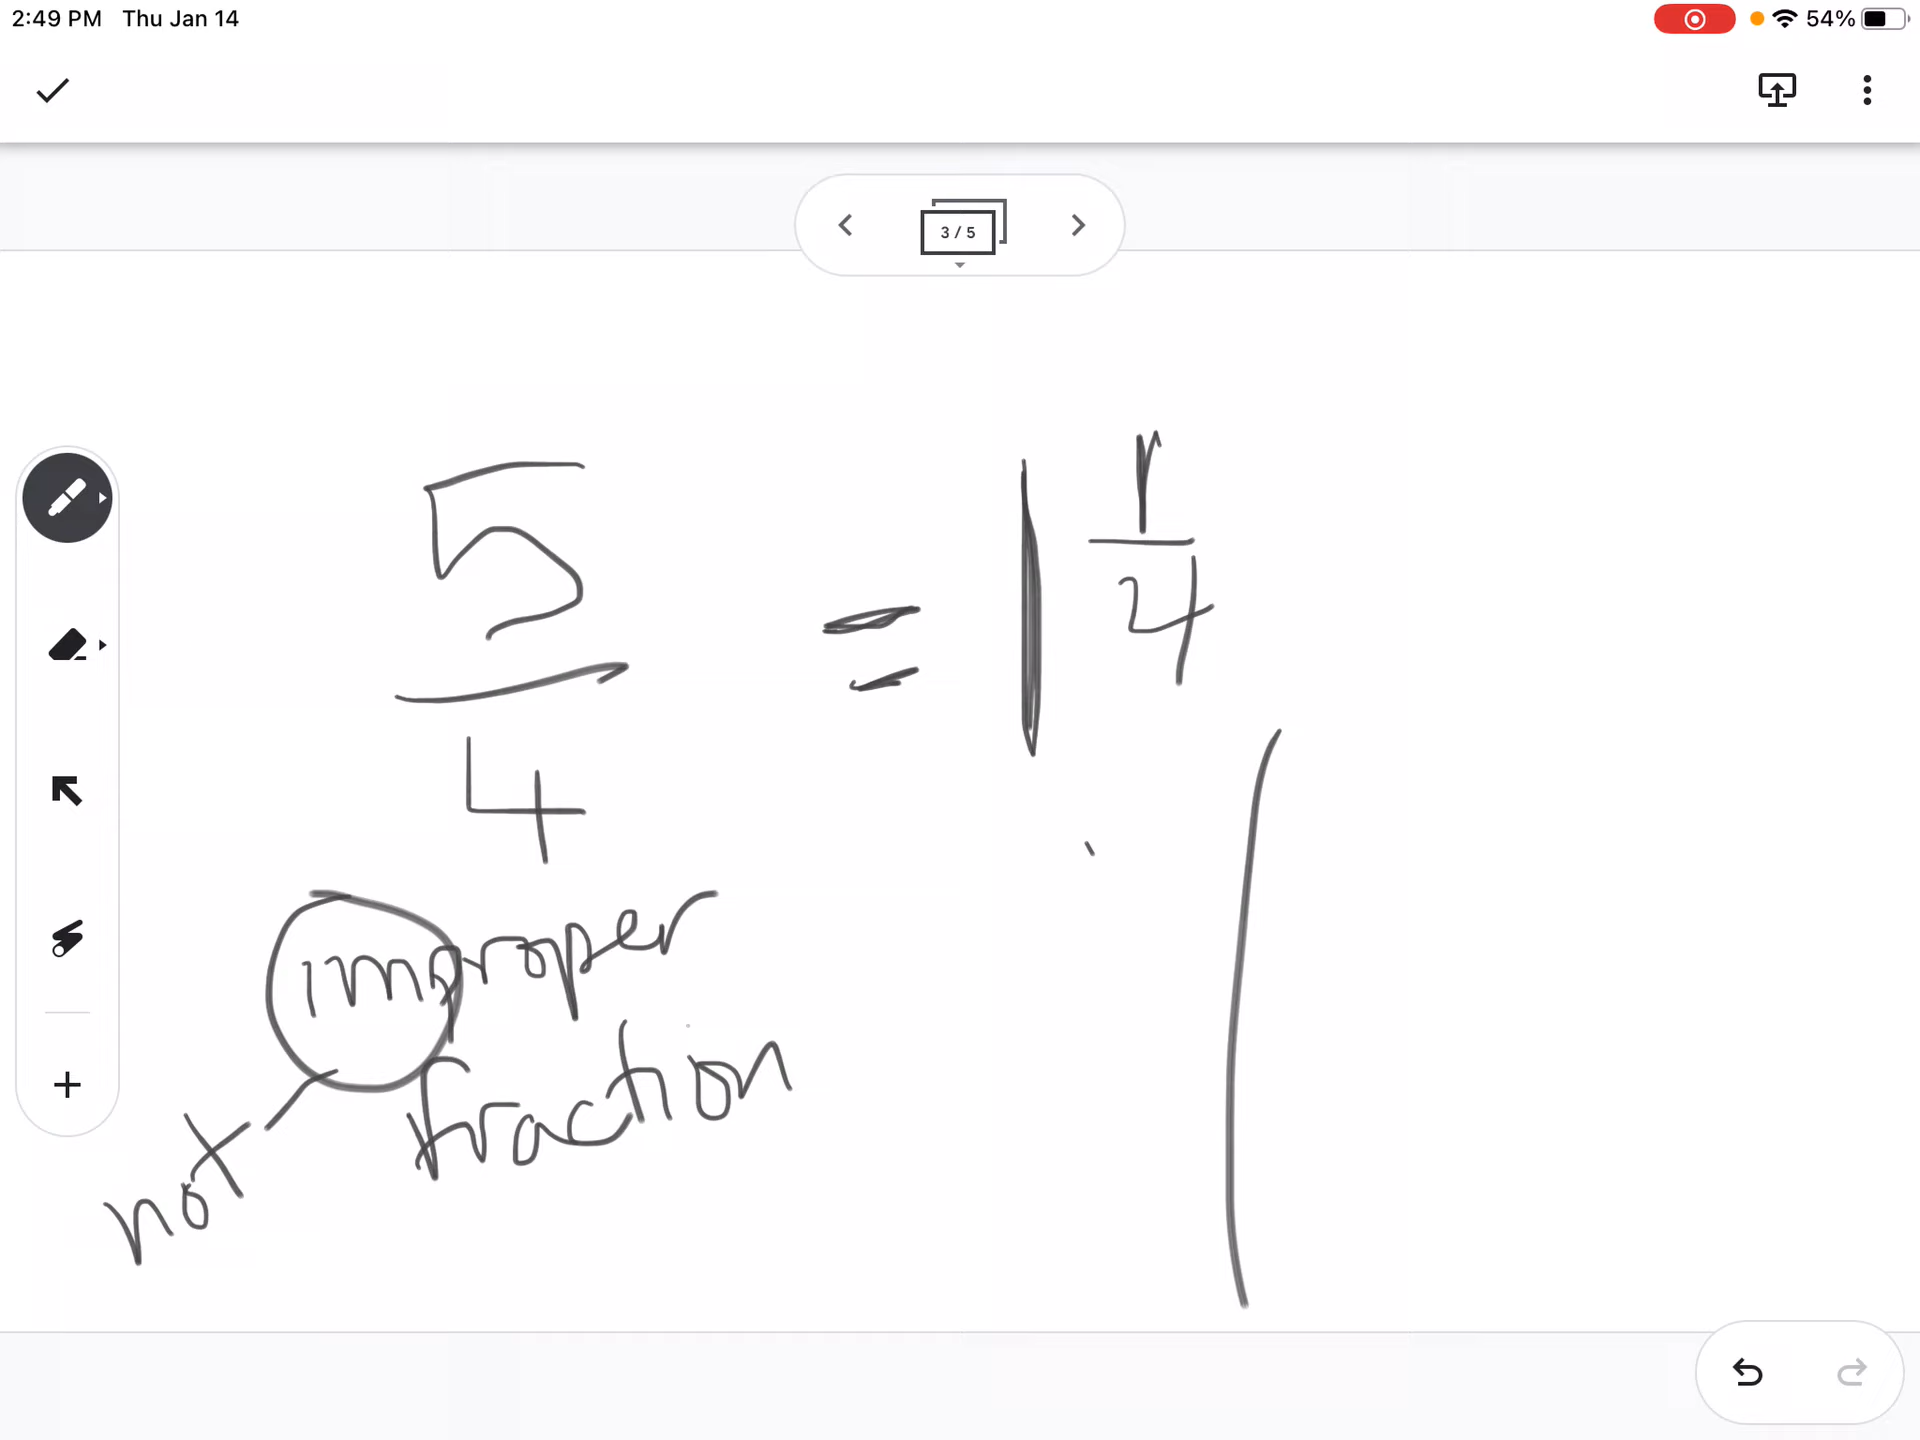 2:49 PM Thu Jan 14
54%
3 / 5
5/4 = 1 1/4
improper
fraction
not